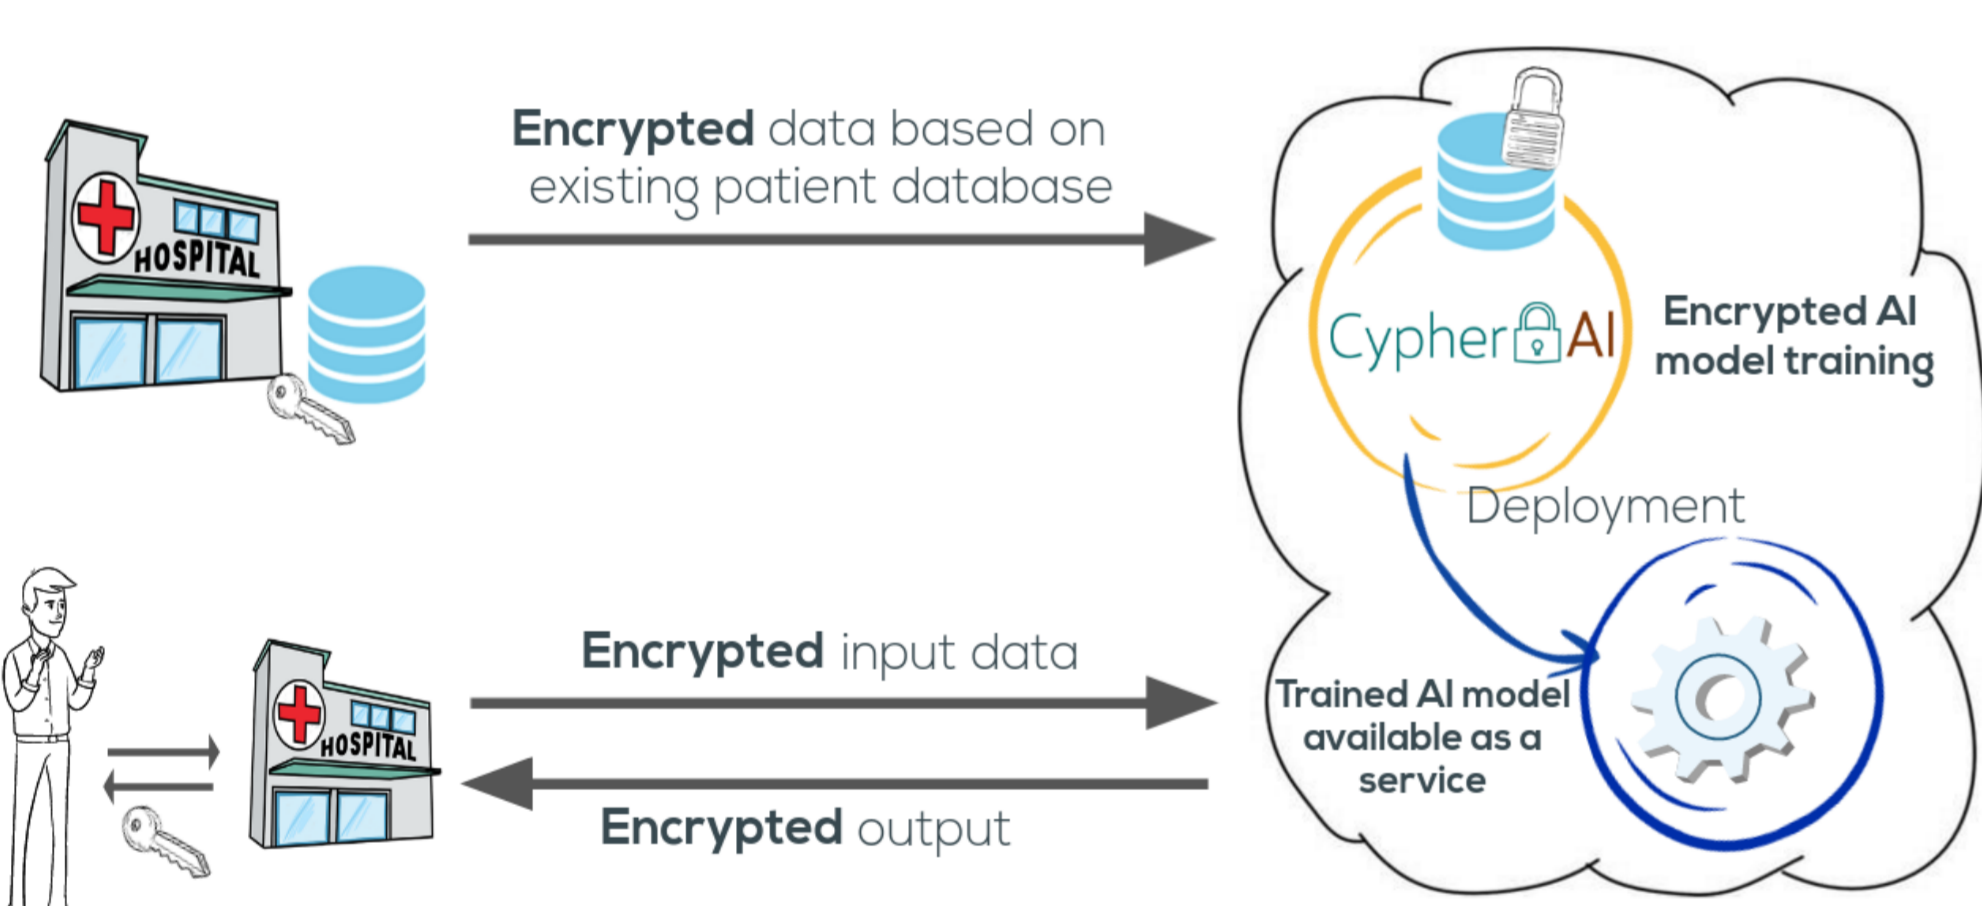 Encrypted data based on
existing patient database
HOSPITAL
Cypher AI
Encrypted AI
model training
Deployment
Encrypted input data
HOSPITAL
Trained AI model
available as a
service
Encrypted output